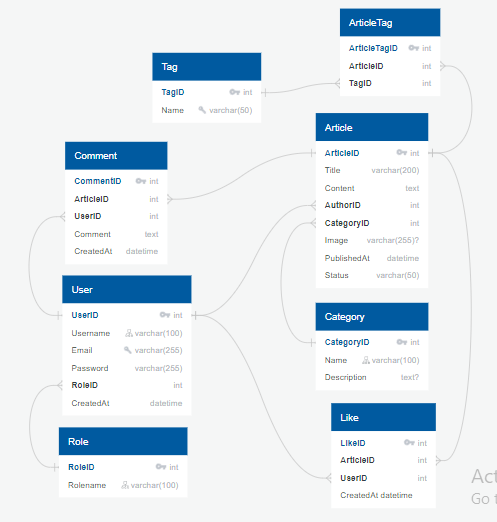 ArticleTag
ArticleTagID int
ArticleID int
TagID int
Tag
TagID int
Name varchar(50)
Article
ArticleID int
Title varchar(200)
Content text
AuthorID int
CategoryID int
Image varchar(255)?
PublishedAt datetime
Status varchar(50)
Comment
CommentID int
ArticleID int
UserID int
Comment text
CreatedAt datetime
User
UserID int
Username varchar(100)
Email varchar(255)
Password varchar(255)
RoleID int
CreatedAt datetime
Category
CategoryID int
Name varchar(100)
Description text?
Like
LikeID int
ArticleID int
UserID int
CreatedAt datetime
Role
RoleID int
Rolename varchar(100)
Act
Go t